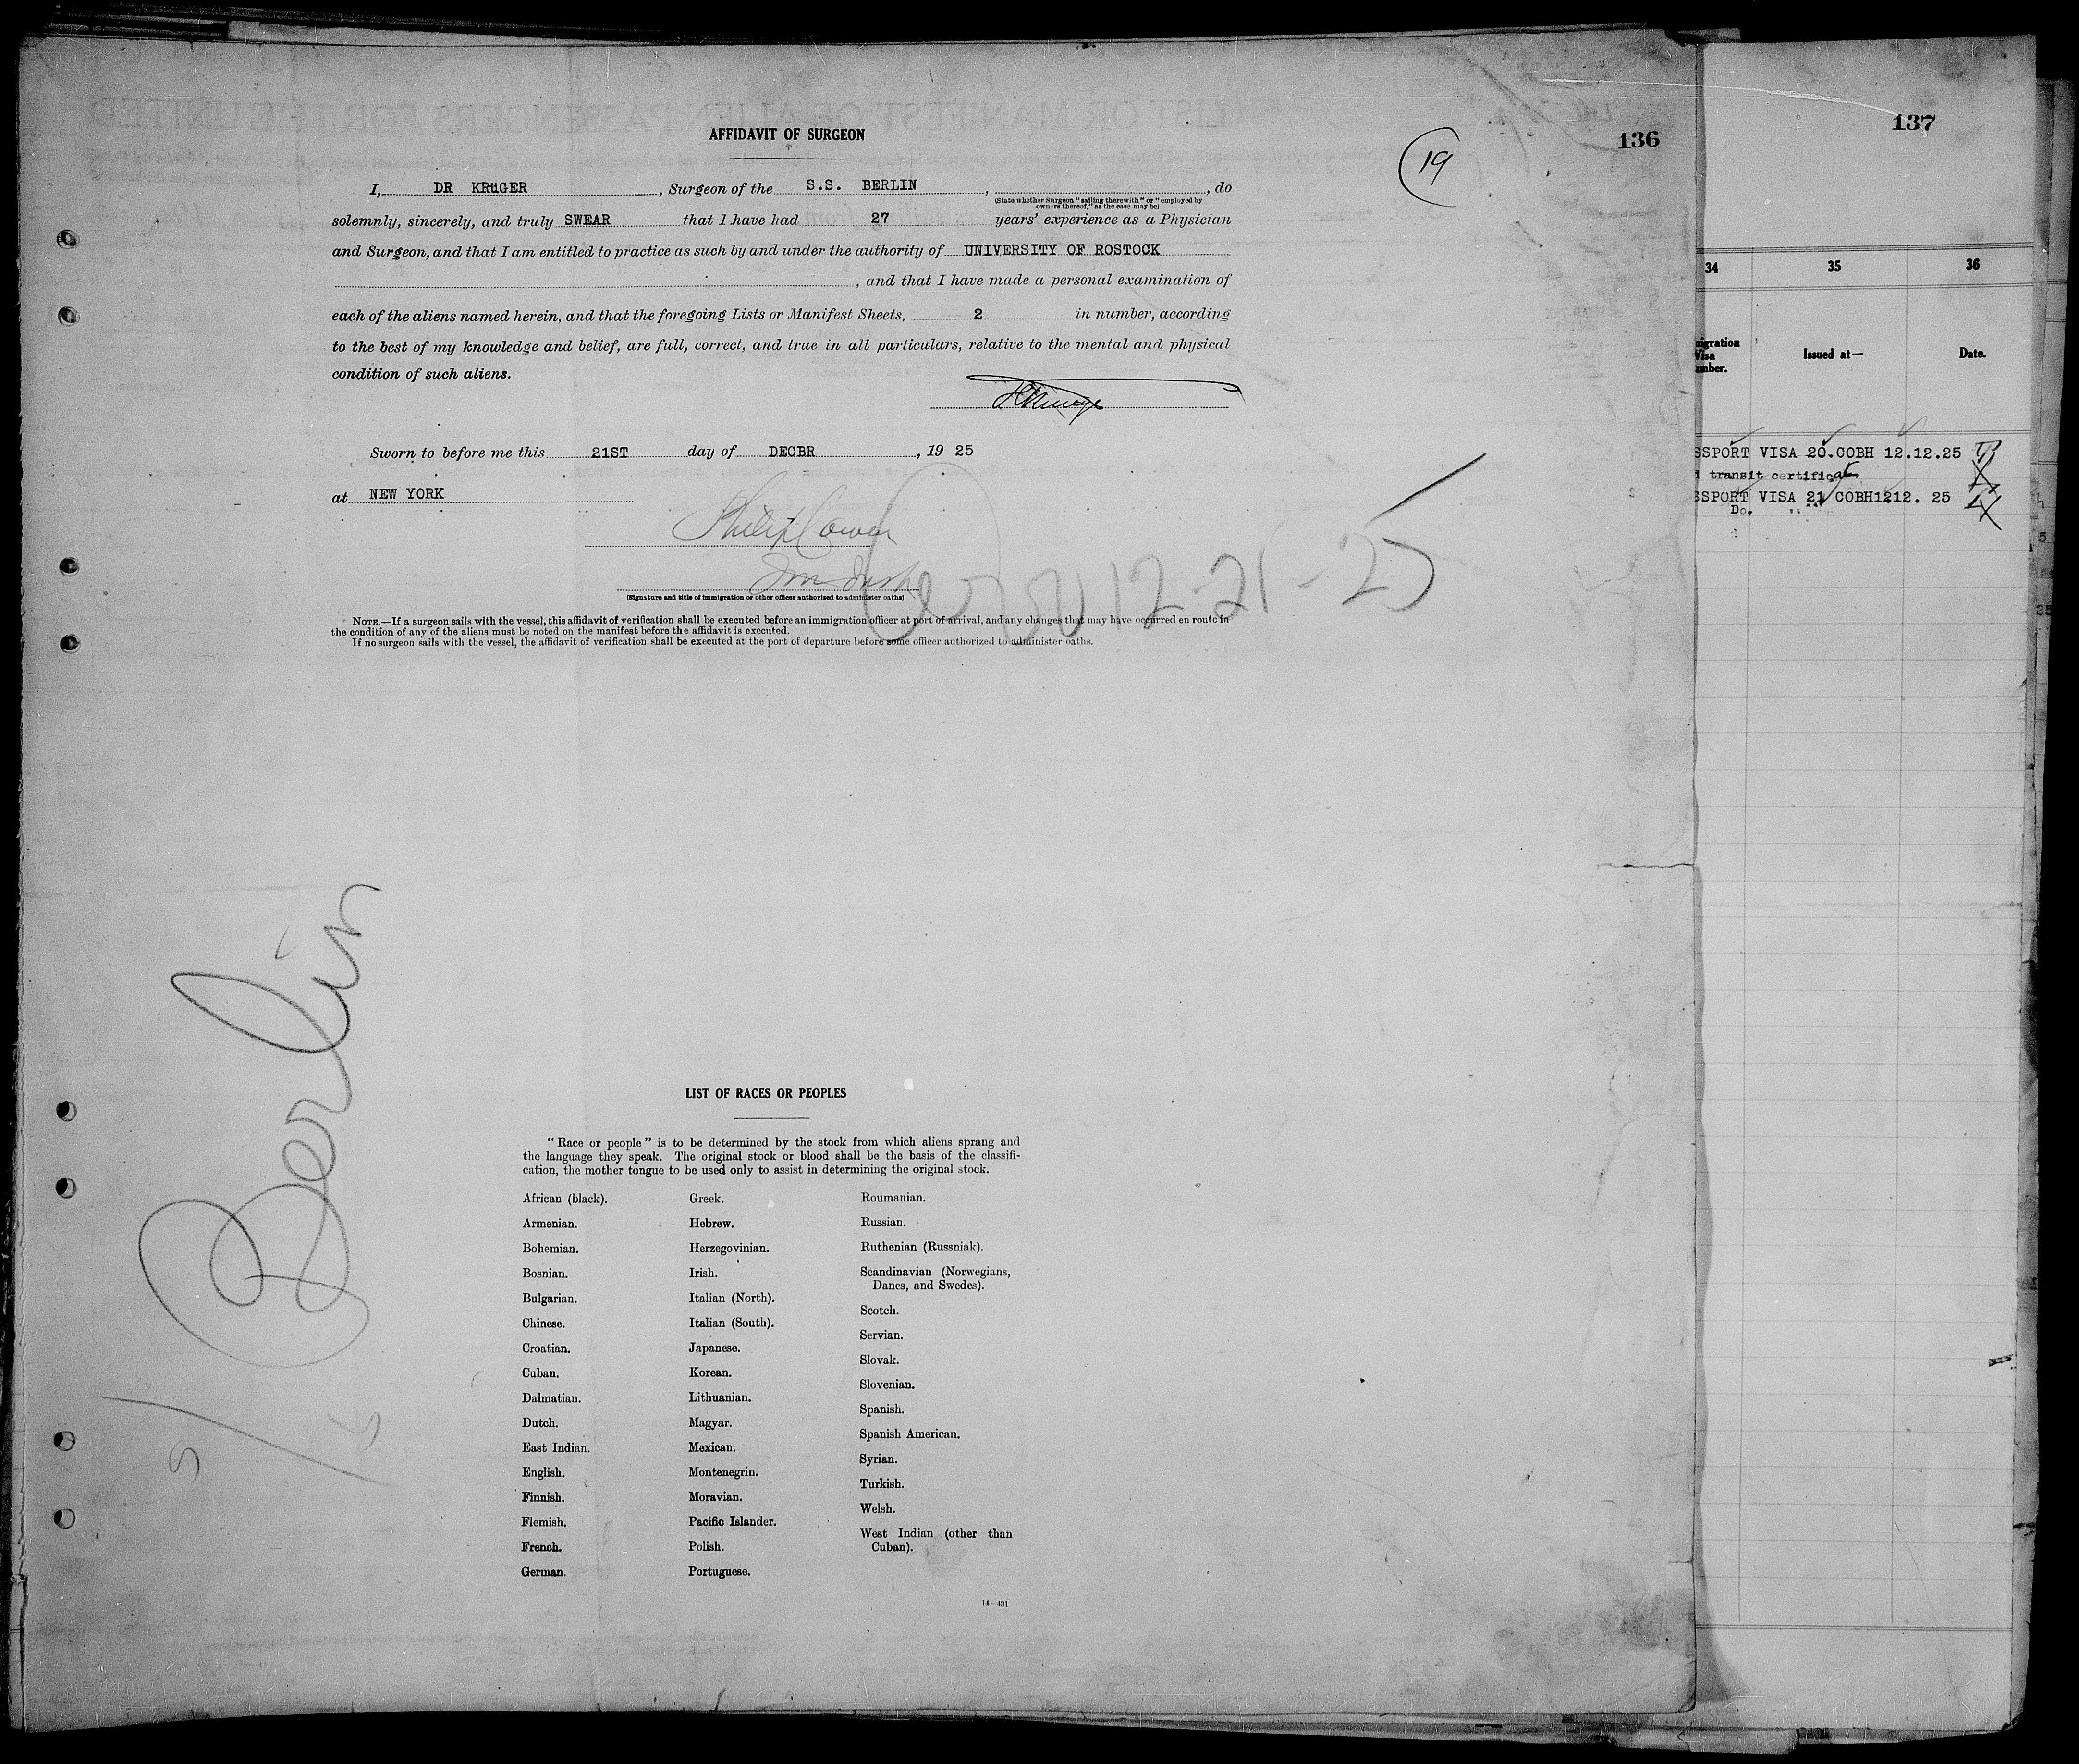 AFFIDAVIT OF SURGEON
136
19
I, DR KRüGER, Surgeon of the S.S. BERLIN, , do
(State whether Surgeon "sailing therewith" or "employed by
owners thereof," as the case may be)
solemnly, sincerely, and truly SWEAR that I have had 27 years' experience as a Physician
and Surgeon, and that I am entitled to practice as such by and under the authority of UNIVERSITY OF ROSTOCK
, and that I have made a personal examination of
each of the aliens named herein, and that the foregoing Lists or Manifest Sheets, 2 in number, according
to the best of my knowledge and belief, are full, correct, and true in all particulars, relative to the mental and physical
condition of such aliens.
Sworn to before me this 21ST day of DECBR, 19 25
at NEW YORK
Philip Cowen
12-21-25
(Signature and title of immigration or other officer authorized to administer oaths)
NOTE.—If a surgeon sails with the vessel, this affidavit of verification shall be executed before an immigration officer at port of arrival, and any changes that may have occurred en route in
the condition of any of the aliens must be noted on the manifest before the affidavit is executed.
If no surgeon sails with the vessel, the affidavit of verification shall be executed at the port of departure before some officer authorized to administer oaths.
Berlin
LIST OF RACES OR PEOPLES
"Race or people" is to be determined by the stock from which aliens sprang and
the language they speak. The original stock or blood shall be the basis of the classifi-
cation, the mother tongue to be used only to assist in determining the original stock.
African (black).
Armenian.
Bohemian.
Bosnian.
Bulgarian.
Chinese.
Croatian.
Cuban.
Dalmatian.
Dutch.
East Indian.
English.
Finnish.
Flemish.
French.
German.
Greek.
Hebrew.
Herzegovinian.
Irish.
Italian (North).
Italian (South).
Japanese.
Korean.
Lithuanian.
Magyar.
Mexican.
Montenegrin.
Moravian.
Pacific Islander.
Polish.
Portuguese.
Roumanian.
Russian.
Ruthenian (Russniak).
Scandinavian (Norwegians,
Danes, and Swedes).
Scotch.
Servian.
Slovak.
Slovenian.
Spanish.
Spanish American.
Syrian.
Turkish.
Welsh.
West Indian (other than
Cuban).
14—431
137
34 35 36
migration
Visa
umber.
Issued at—
Date.
SSPORT VISA 20.COBH 12.12.25
transit certificate
SSPORT VISA 21 COBH1212. 25
Do. " "